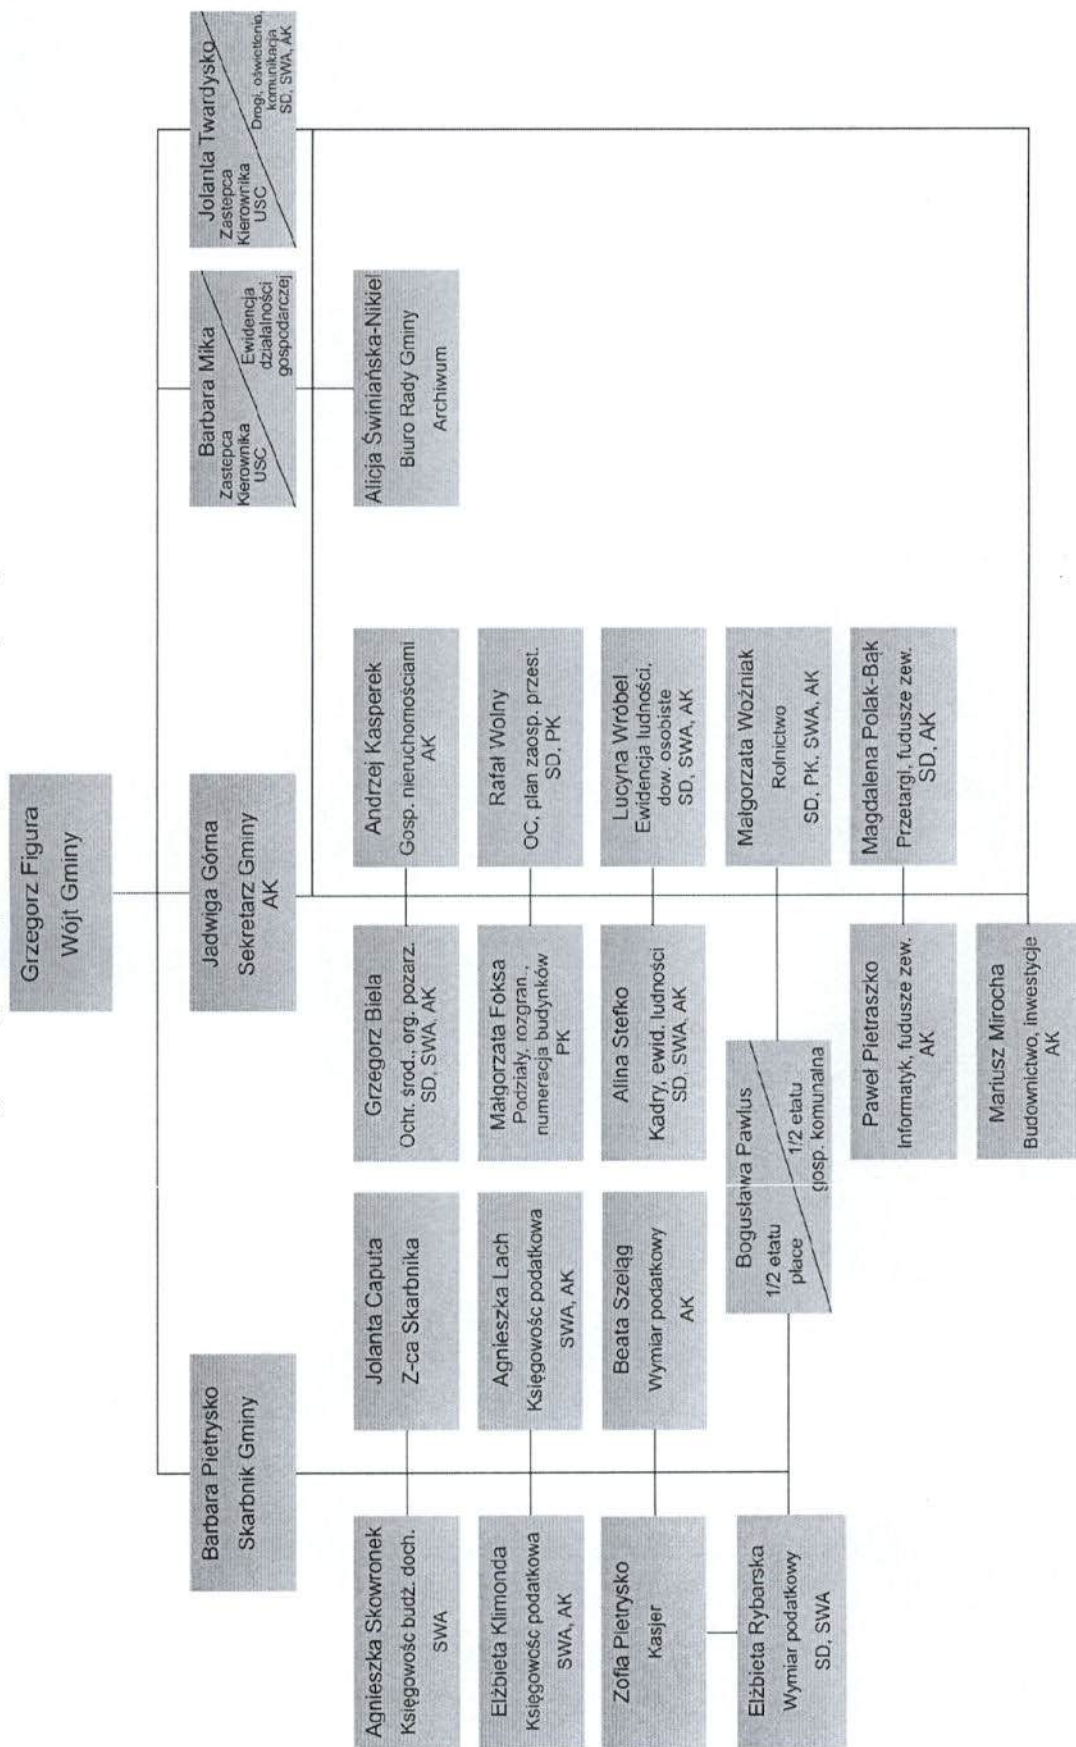 Grzegorz Figura
Wójt Gminy
Barbara Pietrysko
Skarbnik Gminy
Jadwiga Górna
Sekretarz Gminy
AK
Barbara Mika
Zastepca
Kierownika
USC
Ewidencja
działalności
gospodarczej
Jolanta Twardysko
Zastepca
Kierownika
USC
Drogi, oświetlenie,
komunikacja
SD, SWA, AK
Agnieszka Skowronek
Księgowośc budż. doch.
SWA
Jolanta Caputa
Z-ca Skarbnika
Grzegorz Biela
Ochr. środ., org. pożarz.
SD, SWA, AK
Andrzej Kasperek
Gosp. nieruchomościami
AK
Alicja Świniańska-Nikiel
Biuro Rady Gminy
Archiwum
Elżbieta Klimonda
Księgowośc podatkowa
SWA, AK
Agnieszka Lach
Księgowośc podatkowa
SWA, AK
Małgorzata Foksa
Podziały, rozgran.,
numeracja budynków
PK
Rafał Wolny
OC, plan zaosp. przest.
SD, PK
Zofia Pietrysko
Kasjer
Beata Szeląg
Wymiar podatkowy
AK
Alina Stefko
Kadry, ewid. ludności
SD, SWA, AK
Lucyna Wróbel
Ewidencja ludności,
dow. osobiste
SD, SWA, AK
Elżbieta Rybarska
Wymiar podatkowy
SD, SWA
Bogusława Pawlus
1/2 etatu
płace
1/2 etatu
gosp. komunalna
Małgorzata Woźniak
Rolnictwo
SD, PK, SWA, AK
Paweł Pietraszko
Informatyk, fudusze zew.
AK
Magdalena Polak-Bąk
Przetargi, fudusze zew.
SD, AK
Mariusz Mirocha
Budownictwo, inwestycje
AK